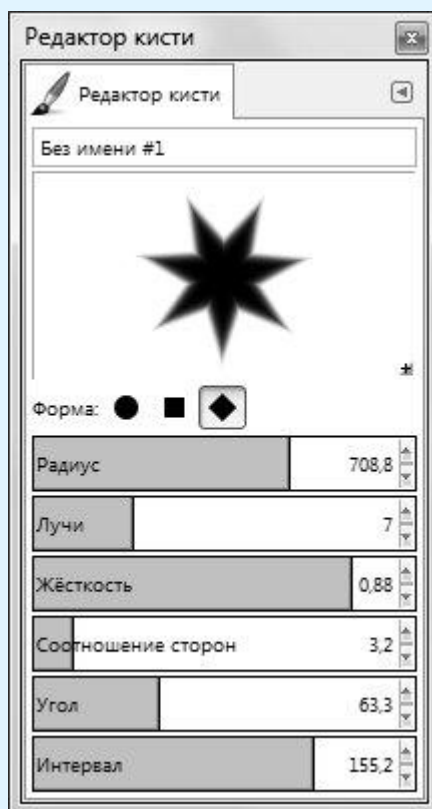 Редактор кисти
Редактор кисти
Без имени #1
Форма:
Радиус 708,8
Лучи 7
Жёсткость 0,88
Соотношение сторон 3,2
Угол 63,3
Интервал 155,2